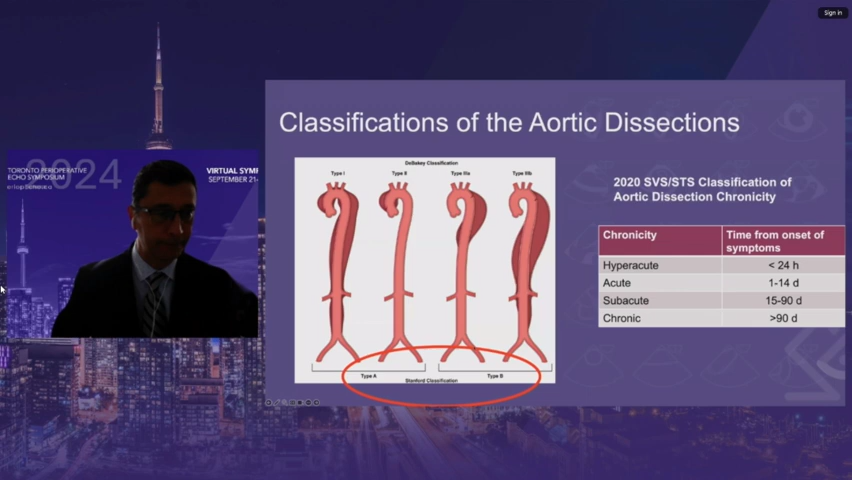 Sign in
Classifications of the Aortic Dissections
2024
TORONTO PERIOPERATIVE
ECHO SYMPOSIUM
VIRTUAL SYMP
SEPTEMBER 21-
DeBakey Classification
Type I Type II Type IIIa Type IIIb
Type A Type B
Stanford Classification
2020 SVS/STS Classification of
Aortic Dissection Chronicity
Chronicity Time from onset of
symptoms
Hyperacute < 24 h
Acute 1-14 d
Subacute 15-90 d
Chronic >90 d